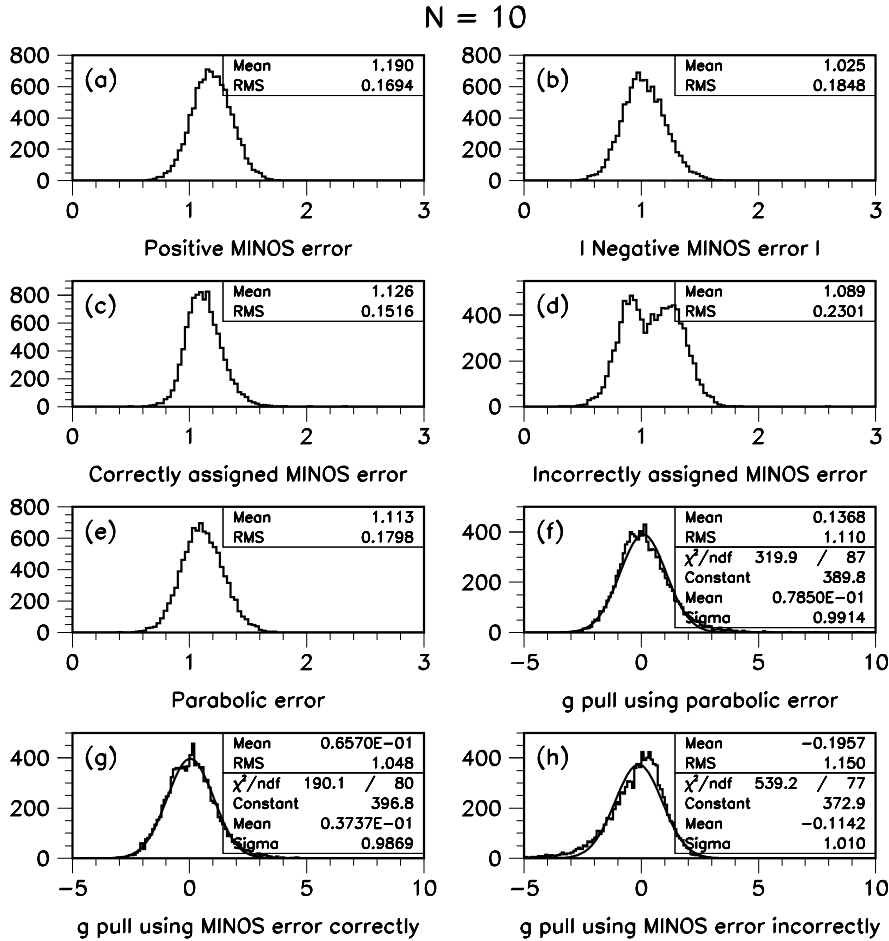 N = 10
800
600
400
200
0
(a)
Mean 1.190
RMS 0.1694
0 1 2 3
Positive MINOS error
800
600
400
200
0
(b)
Mean 1.025
RMS 0.1848
0 1 2 3
| Negative MINOS error |
800
600
400
200
0
(c)
Mean 1.126
RMS 0.1516
0 1 2 3
Correctly assigned MINOS error
400
200
0
(d)
Mean 1.089
RMS 0.2301
0 1 2 3
Incorrectly assigned MINOS error
800
600
400
200
0
(e)
Mean 1.113
RMS 0.1798
0 1 2 3
Parabolic error
400
200
0
(f)
Mean 0.1368
RMS 1.110
χ²/ndf 319.9 / 87
Constant 389.8
Mean 0.7850E−01
Sigma 0.9914
−5 0 5 10
g pull using parabolic error
400
200
0
(g)
Mean 0.6570E−01
RMS 1.048
χ²/ndf 190.1 / 80
Constant 396.8
Mean 0.3737E−01
Sigma 0.9869
−5 0 5 10
g pull using MINOS error correctly
400
200
0
(h)
Mean −0.1957
RMS 1.150
χ²/ndf 539.2 / 77
Constant 372.9
Mean −0.1142
Sigma 1.010
−5 0 5 10
g pull using MINOS error incorrectly